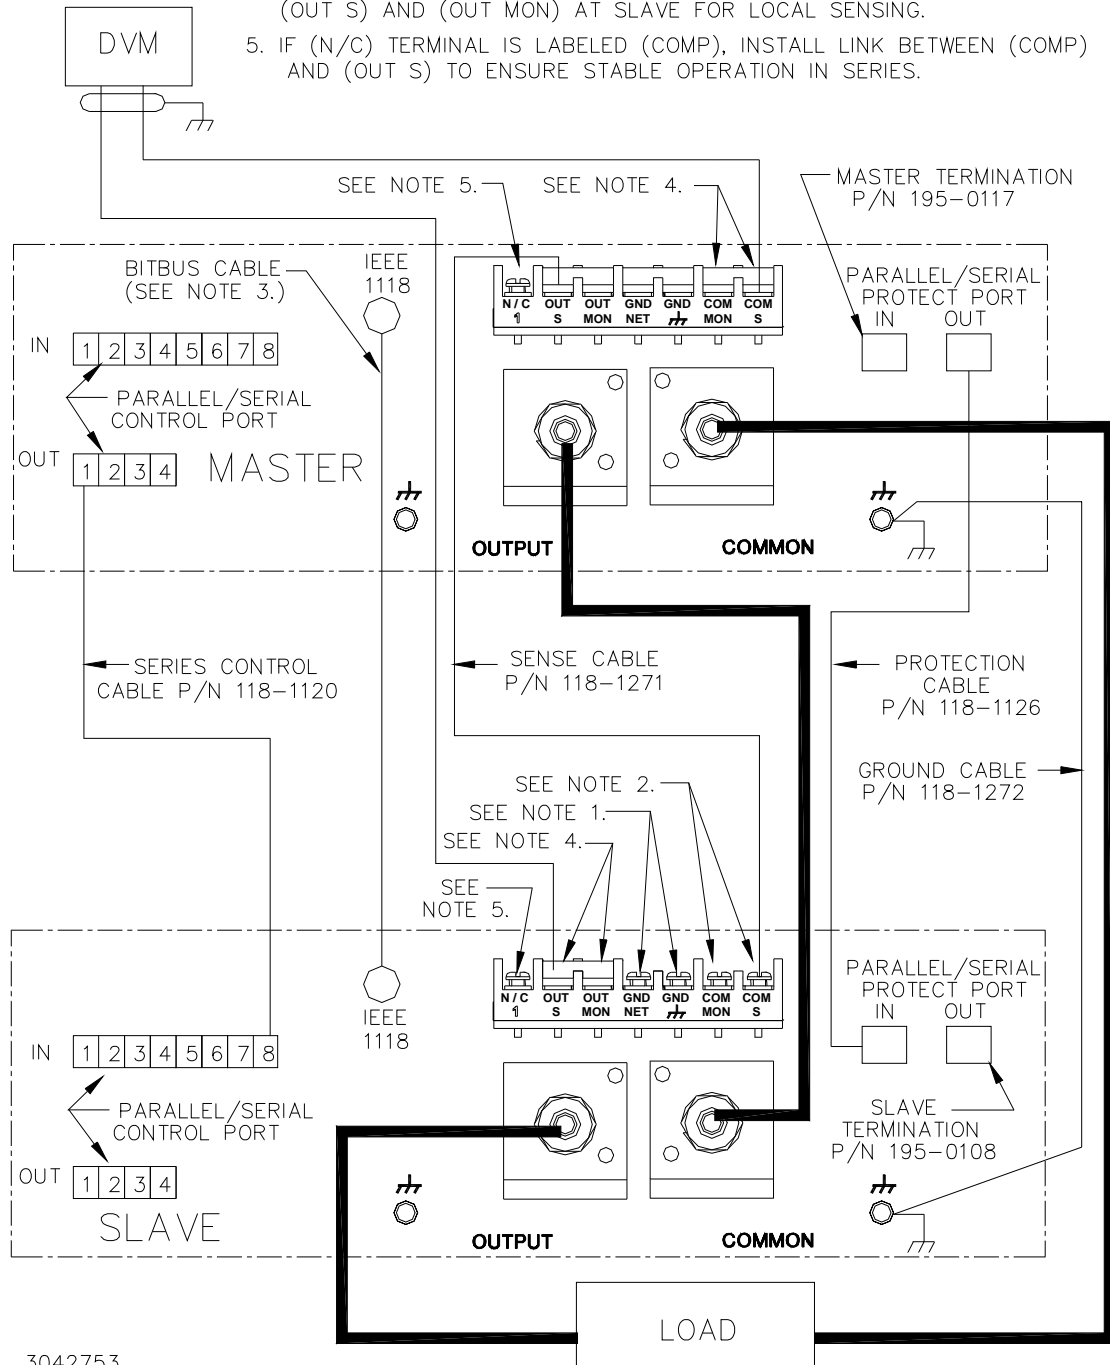 (OUT S) AND (OUT MON) AT SLAVE FOR LOCAL SENSING.
DVM
5. IF (N/C) TERMINAL IS LABELED (COMP), INSTALL LINK BETWEEN (COMP)
AND (OUT S) TO ENSURE STABLE OPERATION IN SERIES.
SEE NOTE 5.
SEE NOTE 4.
MASTER TERMINATION
P/N 195-0117
BITBUS CABLE
(SEE NOTE 3.)
IEEE
1118
N/C
1
OUT
S
OUT
MON
GND
NET
GND
COM
MON
COM
S
PARALLEL/SERIAL
PROTECT PORT
IN OUT
IN
1 2 3 4 5 6 7 8
PARALLEL/SERIAL
CONTROL PORT
OUT
1 2 3 4
MASTER
OUTPUT
COMMON
SERIES CONTROL
CABLE P/N 118-1120
SENSE CABLE
P/N 118-1271
PROTECTION
CABLE
P/N 118-1126
GROUND CABLE
P/N 118-1272
SEE NOTE 2.
SEE NOTE 1.
SEE NOTE 4.
SEE
NOTE 5.
N/C
1
OUT
S
OUT
MON
GND
NET
GND
COM
MON
COM
S
PARALLEL/SERIAL
PROTECT PORT
IN OUT
IEEE
1118
IN
1 2 3 4 5 6 7 8
PARALLEL/SERIAL
CONTROL PORT
OUT
1 2 3 4
SLAVE
SLAVE
TERMINATION
P/N 195-0108
OUTPUT
COMMON
LOAD
3042753